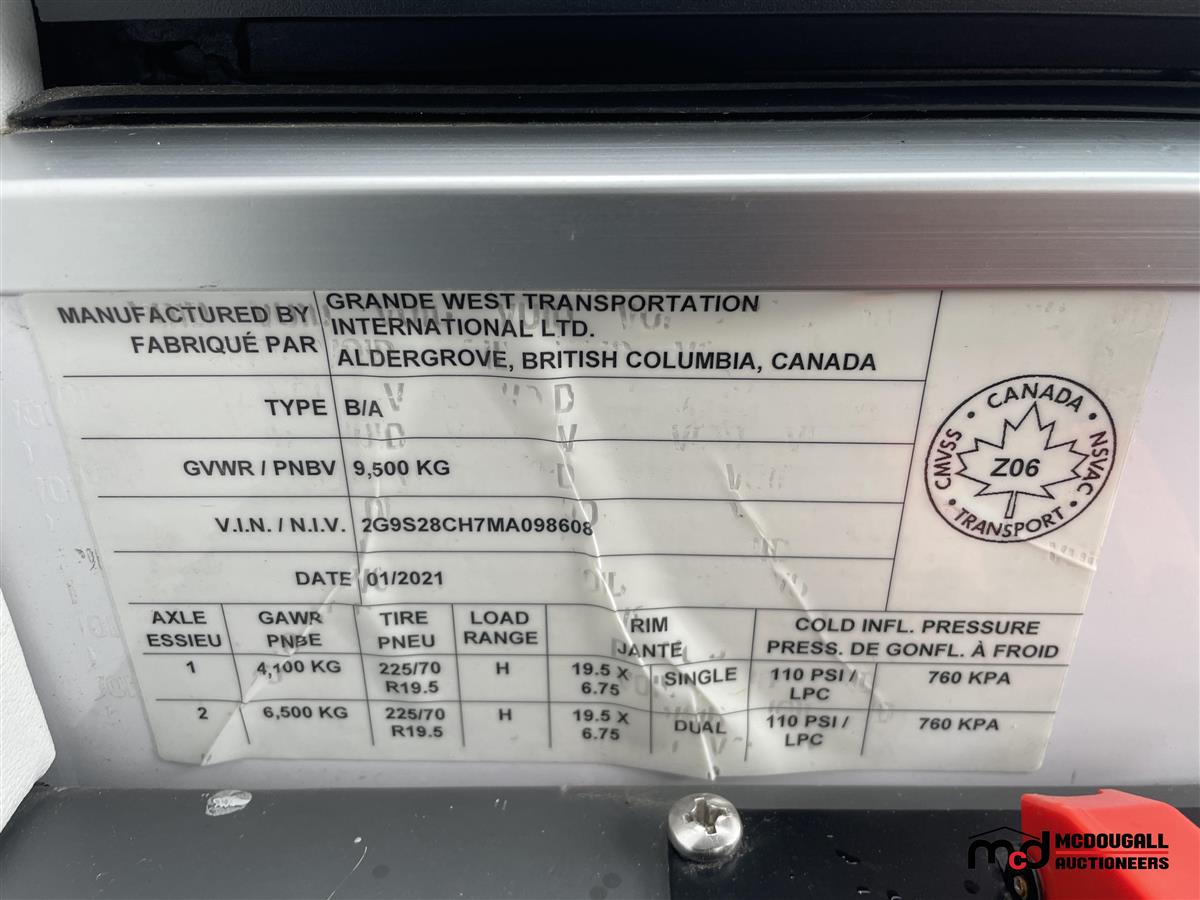 MANUFACTURED BY
FABRIQUÉ PAR
GRANDE WEST TRANSPORTATION
INTERNATIONAL LTD.
ALDERGROVE, BRITISH COLUMBIA, CANADA
TYPE B/A
GVWR / PNBV 9,500 KG
V.I.N. / N.I.V. 2G9S28CH7MA098608
DATE 01/2021
CANADA
CMVSS
NSVAC
Z06
TRANSPORT
AXLE GAWR TIRE LOAD RIM COLD INFL. PRESSURE
ESSIEU PNBE PNEU RANGE JANTE PRESS. DE GONFL. À FROID
1 4,100 KG 225/70 H 19.5 X SINGLE 110 PSI / 760 KPA
R19.5 6.75 LPC
2 6,500 KG 225/70 H 19.5 X DUAL 110 PSI / 760 KPA
R19.5 6.75 LPC
mcd MCDOUGALL
AUCTIONEERS